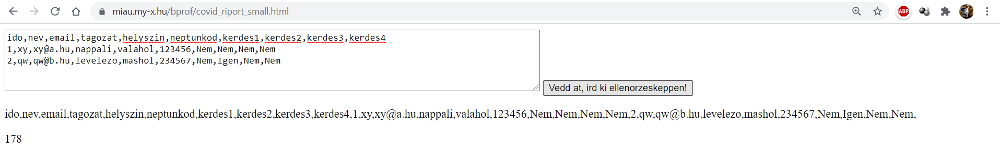 miau.my-x.hu/bprof/covid_riport_small.html
ABP
ido,nev,email,tagozat,helyszin,neptunkod,kerdes1,kerdes2,kerdes3,kerdes4
1,xy,xy@a.hu,nappali,valahol,123456,Nem,Nem,Nem,Nem
2,qw,qw@b.hu,levelezo,mashol,234567,Nem,Igen,Nem,Nem
Vedd at, ird ki ellenorzeskeppen!
ido,nev,email,tagozat,helyszin,neptunkod,kerdes1,kerdes2,kerdes3,kerdes4,1,xy,xy@a.hu,nappali,valahol,123456,Nem,Nem,Nem,Nem,2,qw,qw@b.hu,levelezo,mashol,234567,Nem,Igen,Nem,Nem,
178